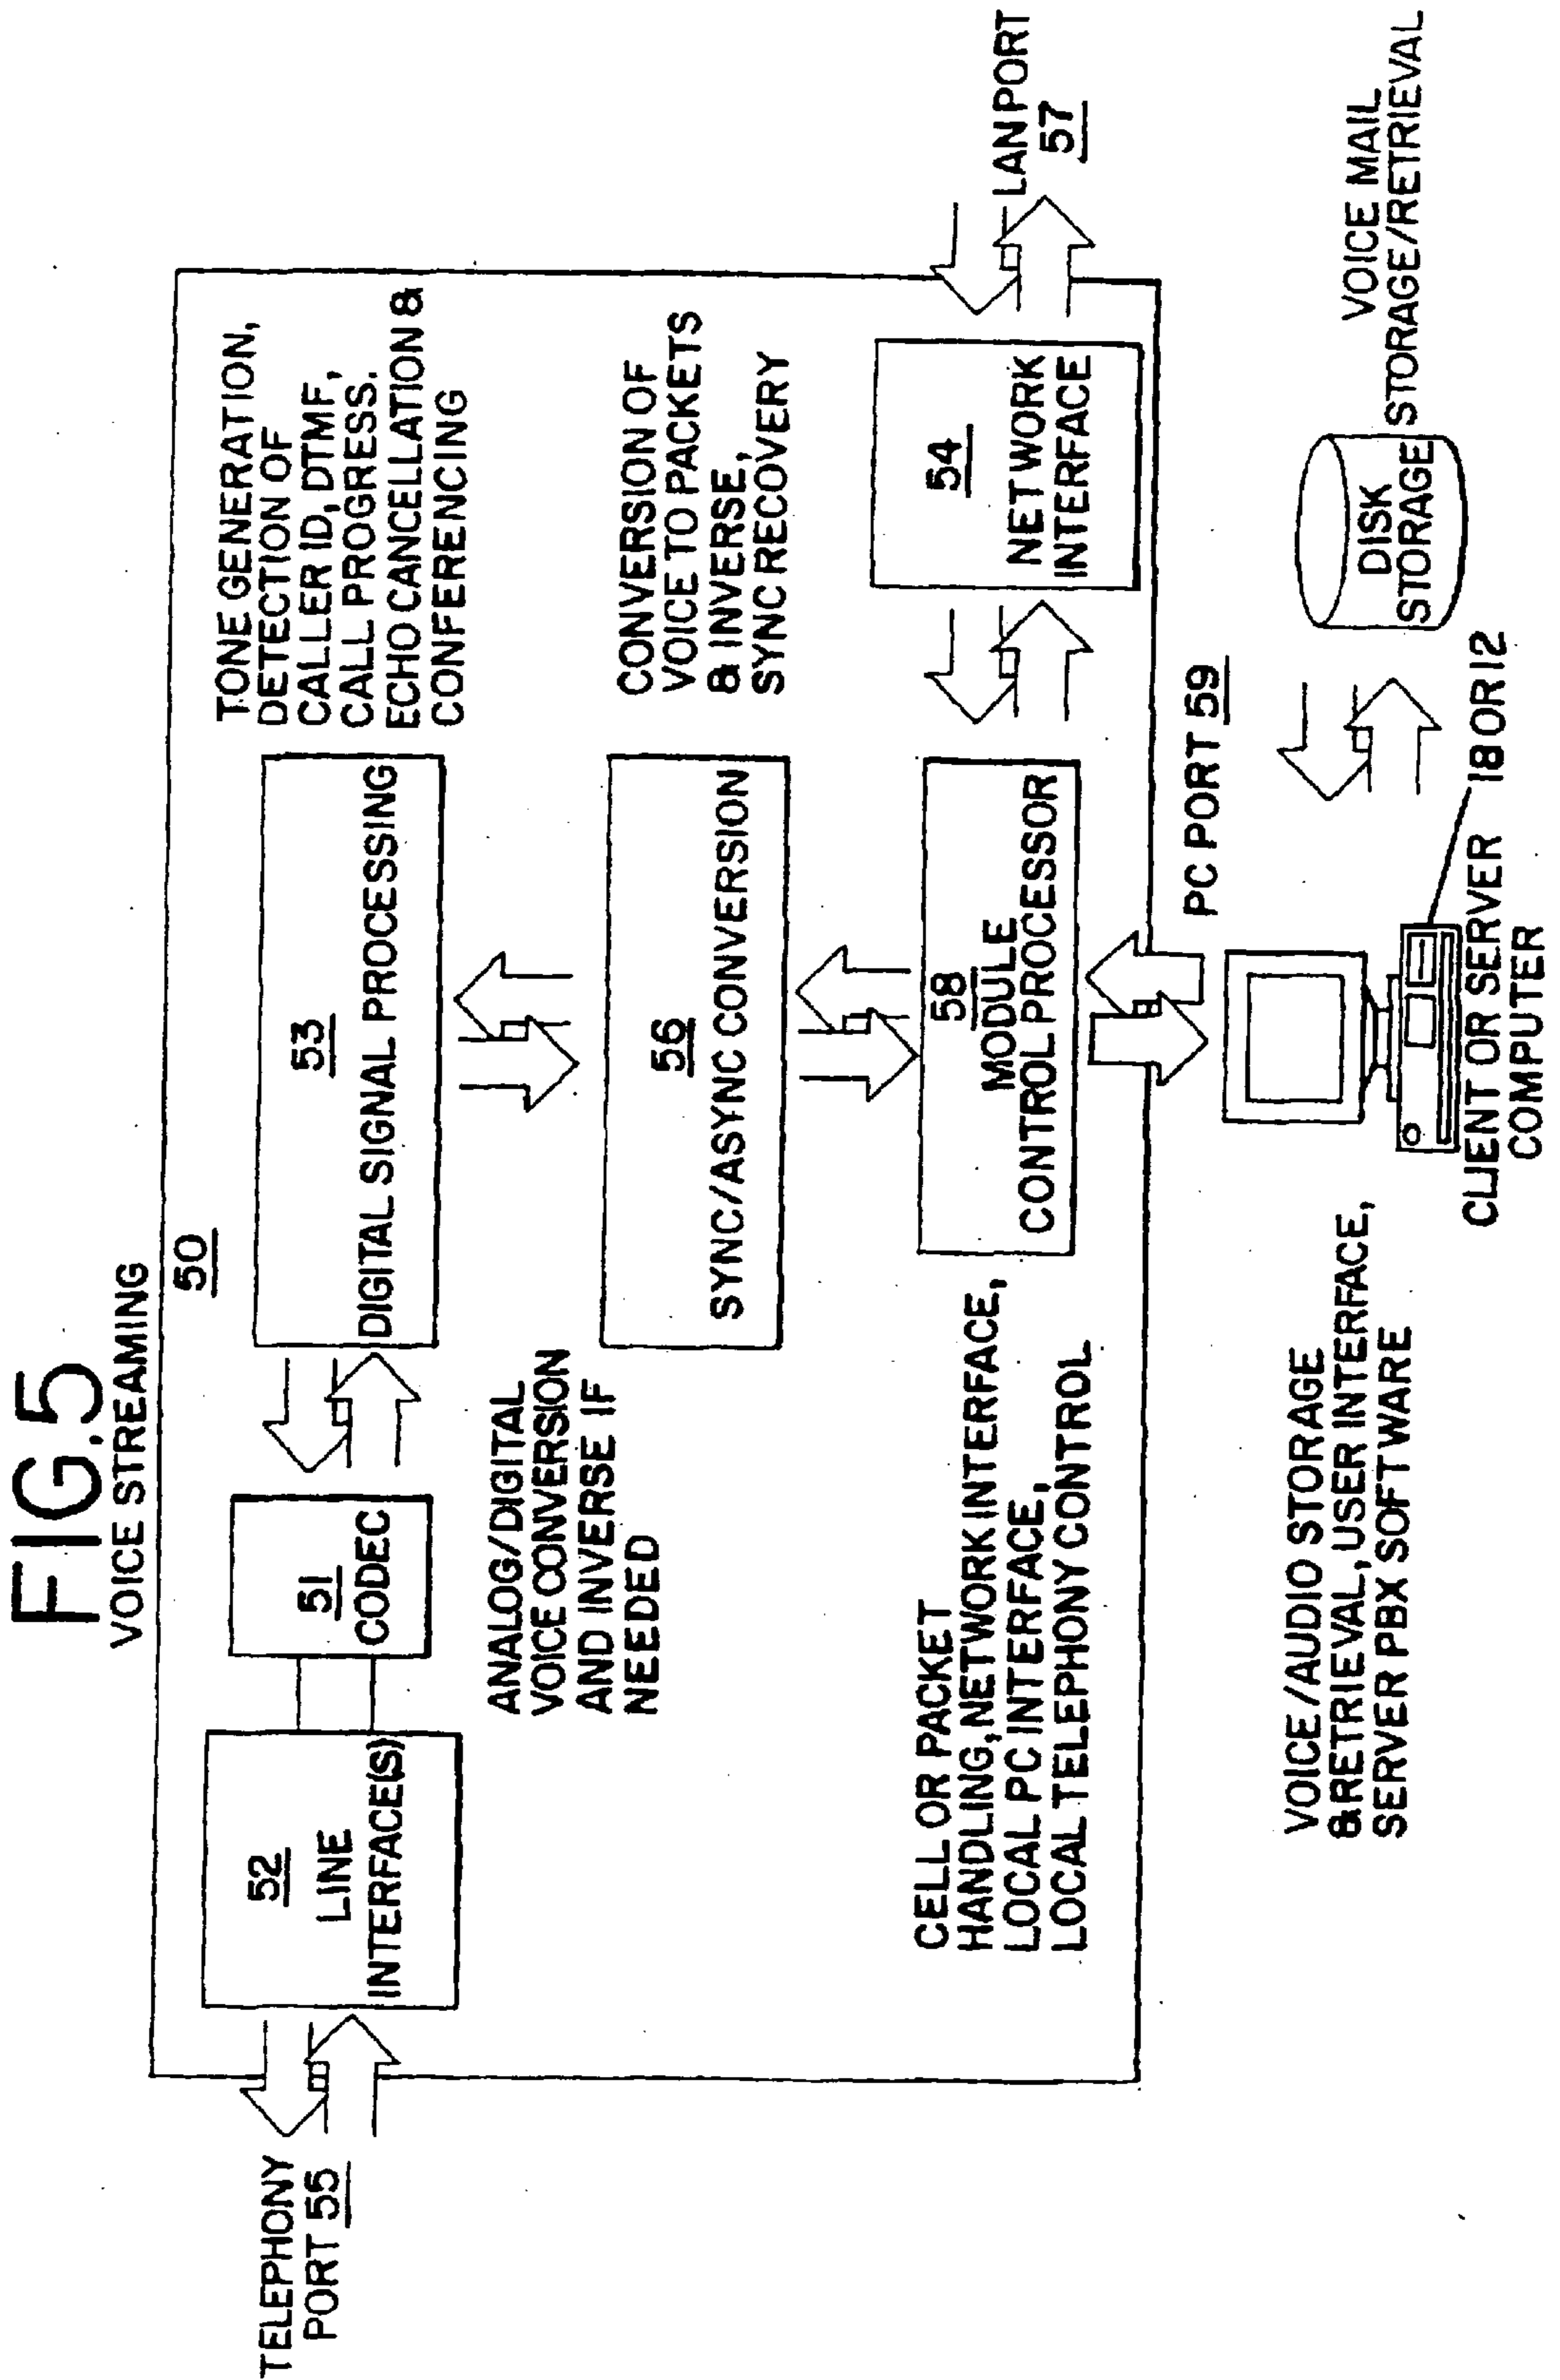 FIG.5
VOICE STREAMING
50
TELEPHONY
PORT 55
52
LINE
INTERFACE(S)
51
CODEC
ANALOG/DIGITAL
VOICE CONVERSION
AND INVERSE IF
NEEDED
53
DIGITAL SIGNAL PROCESSING
TONE GENERATION,
DETECTION OF
CALLER ID, DTMF,
CALL PROGRESS.
ECHO CANCELLATION &
CONFERENCING
56
SYNC/ASYNC CONVERSION
CONVERSION OF
VOICE TO PACKETS
& INVERSE,
SYNC RECOVERY
CELL OR PACKET
HANDLING, NETWORK INTERFACE,
LOCAL PC INTERFACE,
LOCAL TELEPHONY CONTROL
58
MODULE
CONTROL PROCESSOR
54
NETWORK
INTERFACE
LAN PORT
57
PC PORT 59
VOICE/AUDIO STORAGE
& RETRIEVAL, USER INTERFACE,
SERVER PBX SOFTWARE
CLIENT OR SERVER
COMPUTER
18 OR 12
DISK
STORAGE
VOICE MAIL
STORAGE/RETRIEVAL